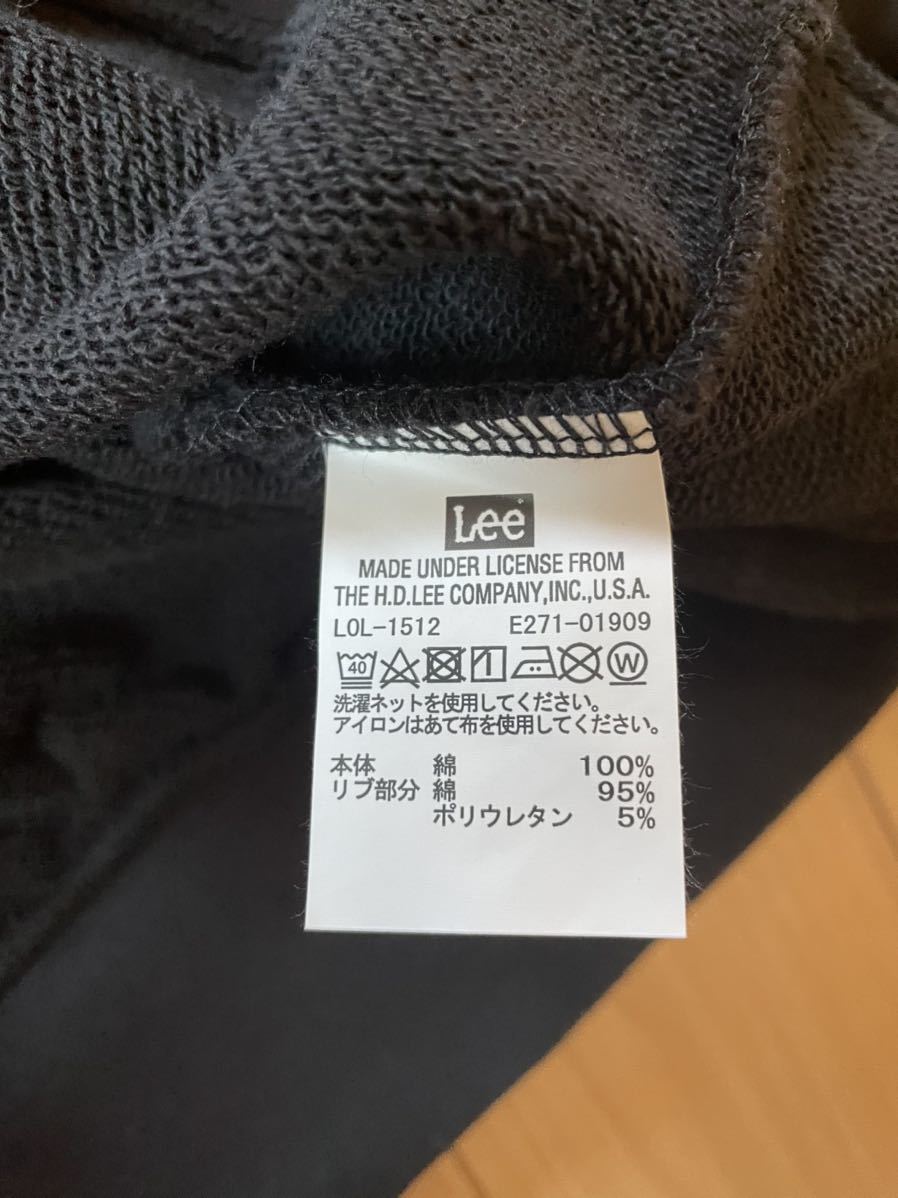 Lee
MADE UNDER LICENSE FROM
THE H.D.LEE COMPANY,INC.,U.S.A.
LOL-1512 E271-01909
40 W
洗濯ネットを使用してください。
アイロンはあて布を使用してください。
本体 綿 100%
リブ部分 綿 95%
ポリウレタン 5%